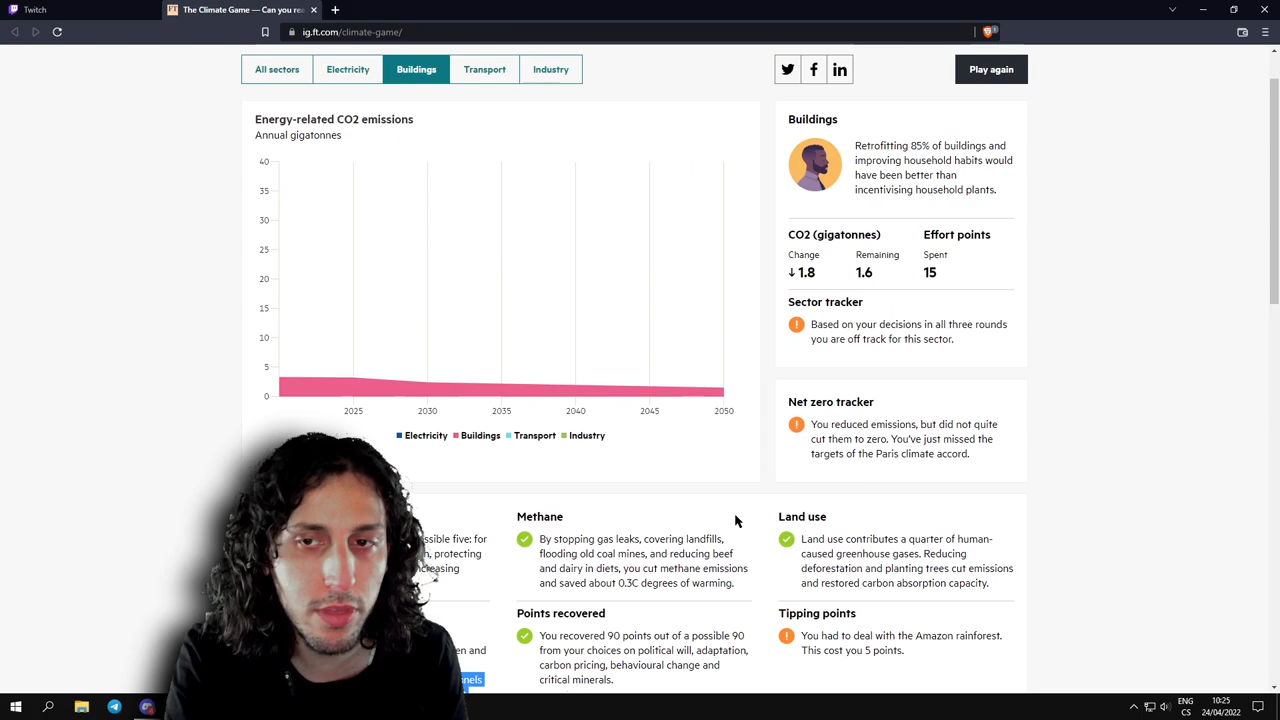 Twitch
FT
The Climate Game — Can you rea
ig.ft.com/climate-game/
All sectors
Electricity
Buildings
Transport
Industry
Play again
Energy-related CO2 emissions
Annual gigatonnes
40
35
30
25
20
15
10
5
0
2025
2030
2035
2040
2045
2050
Electricity
Buildings
Transport
Industry
Buildings
Retrofitting 85% of buildings and
improving household habits would
have been better than
incentivising household plants.
CO2 (gigatonnes)
Effort points
Change
Remaining
Spent
↓ 1.8
1.6
15
Sector tracker
Based on your decisions in all three rounds
you are off track for this sector.
Net zero tracker
You reduced emissions, but did not quite
cut them to zero. You've just missed the
targets of the Paris climate accord.
ssible five: for
n, protecting
creasing
en and
nels
Methane
By stopping gas leaks, covering landfills,
flooding old coal mines, and reducing beef
and dairy in diets, you cut methane emissions
and saved about 0.3C degrees of warming.
Points recovered
You recovered 90 points out of a possible 90
from your choices on political will, adaptation,
carbon pricing, behavioural change and
critical minerals.
Land use
Land use contributes a quarter of human-
caused greenhouse gases. Reducing
deforestation and planting trees cut emissions
and restored carbon absorption capacity.
Tipping points
You had to deal with the Amazon rainforest.
This cost you 5 points.
ENG
CS
10:25
24/04/2022